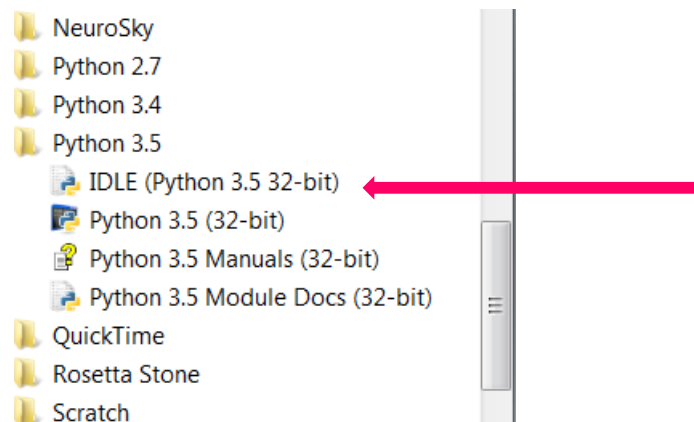 NeuroSky
Python 2.7
Python 3.4
Python 3.5
IDLE (Python 3.5 32-bit)
Python 3.5 (32-bit)
Python 3.5 Manuals (32-bit)
Python 3.5 Module Docs (32-bit)
QuickTime
Rosetta Stone
Scratch